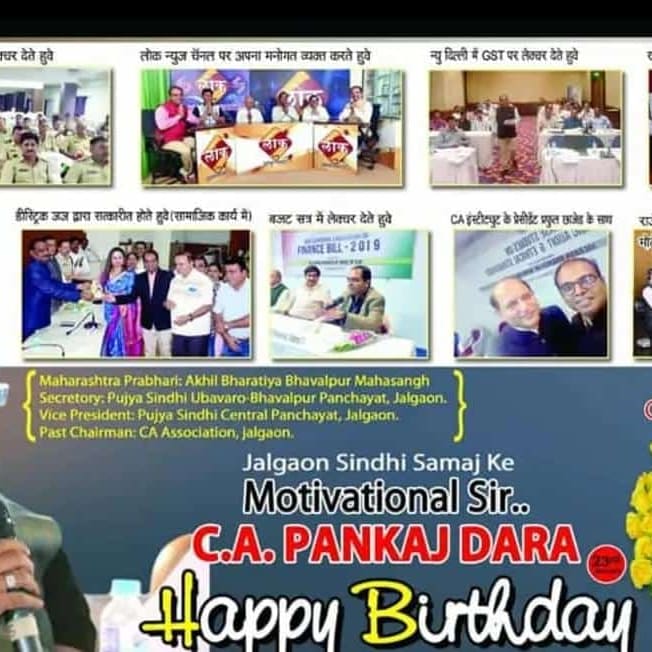 क्चर देते हुवे
लोक न्युज चॅनल पर अपना मनोगत व्यक्त करते हुवे
न्यु दिल्ली में GST पर लेक्चर देते हुवे
लोक
लोक
लोक
लोक
लोक
डीस्ट्रिक जज द्वारा सत्कारीत होते हुवे (सामाजिक कार्य में)
बजट सत्र में लेक्चर देते हुवे
CA इंस्टीट्युट के प्रेसीडेंट प्रफुल छाजेड के साथ
FINANCE BILL - 2019
Maharashtra Prabhari: Akhil Bharatiya Bhavalpur Mahasangh
Secretory: Pujya Sindhi Ubavaro-Bhavalpur Panchayat, Jalgaon.
Vice President: Pujya Sindhi Central Panchayat, Jalgaon.
Past Chairman: CA Association, Jalgaon.
Jalgaon Sindhi Samaj Ke
Motivational Sir..
C.A. PANKAJ DARA
23rd
Happy Birthday